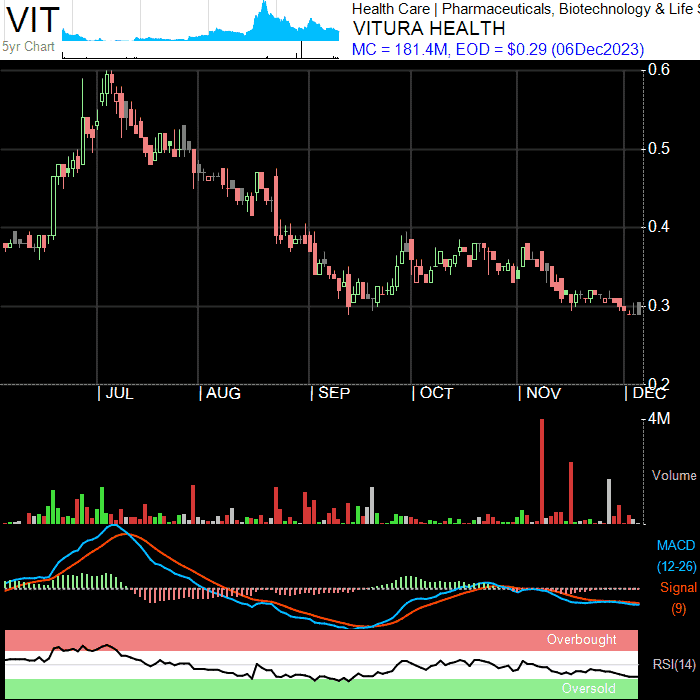 VIT
5yr Chart
Health Care | Pharmaceuticals, Biotechnology & Life S
VITURA HEALTH
MC = 181.4M, EOD = $0.29 (06Dec2023)
0.6
0.5
0.4
0.3
0.2
| JUL | AUG | SEP | OCT | NOV | DEC
4M
Volume
MACD
(12-26)
Signal
(9)
Overbought
RSI(14)
Oversold